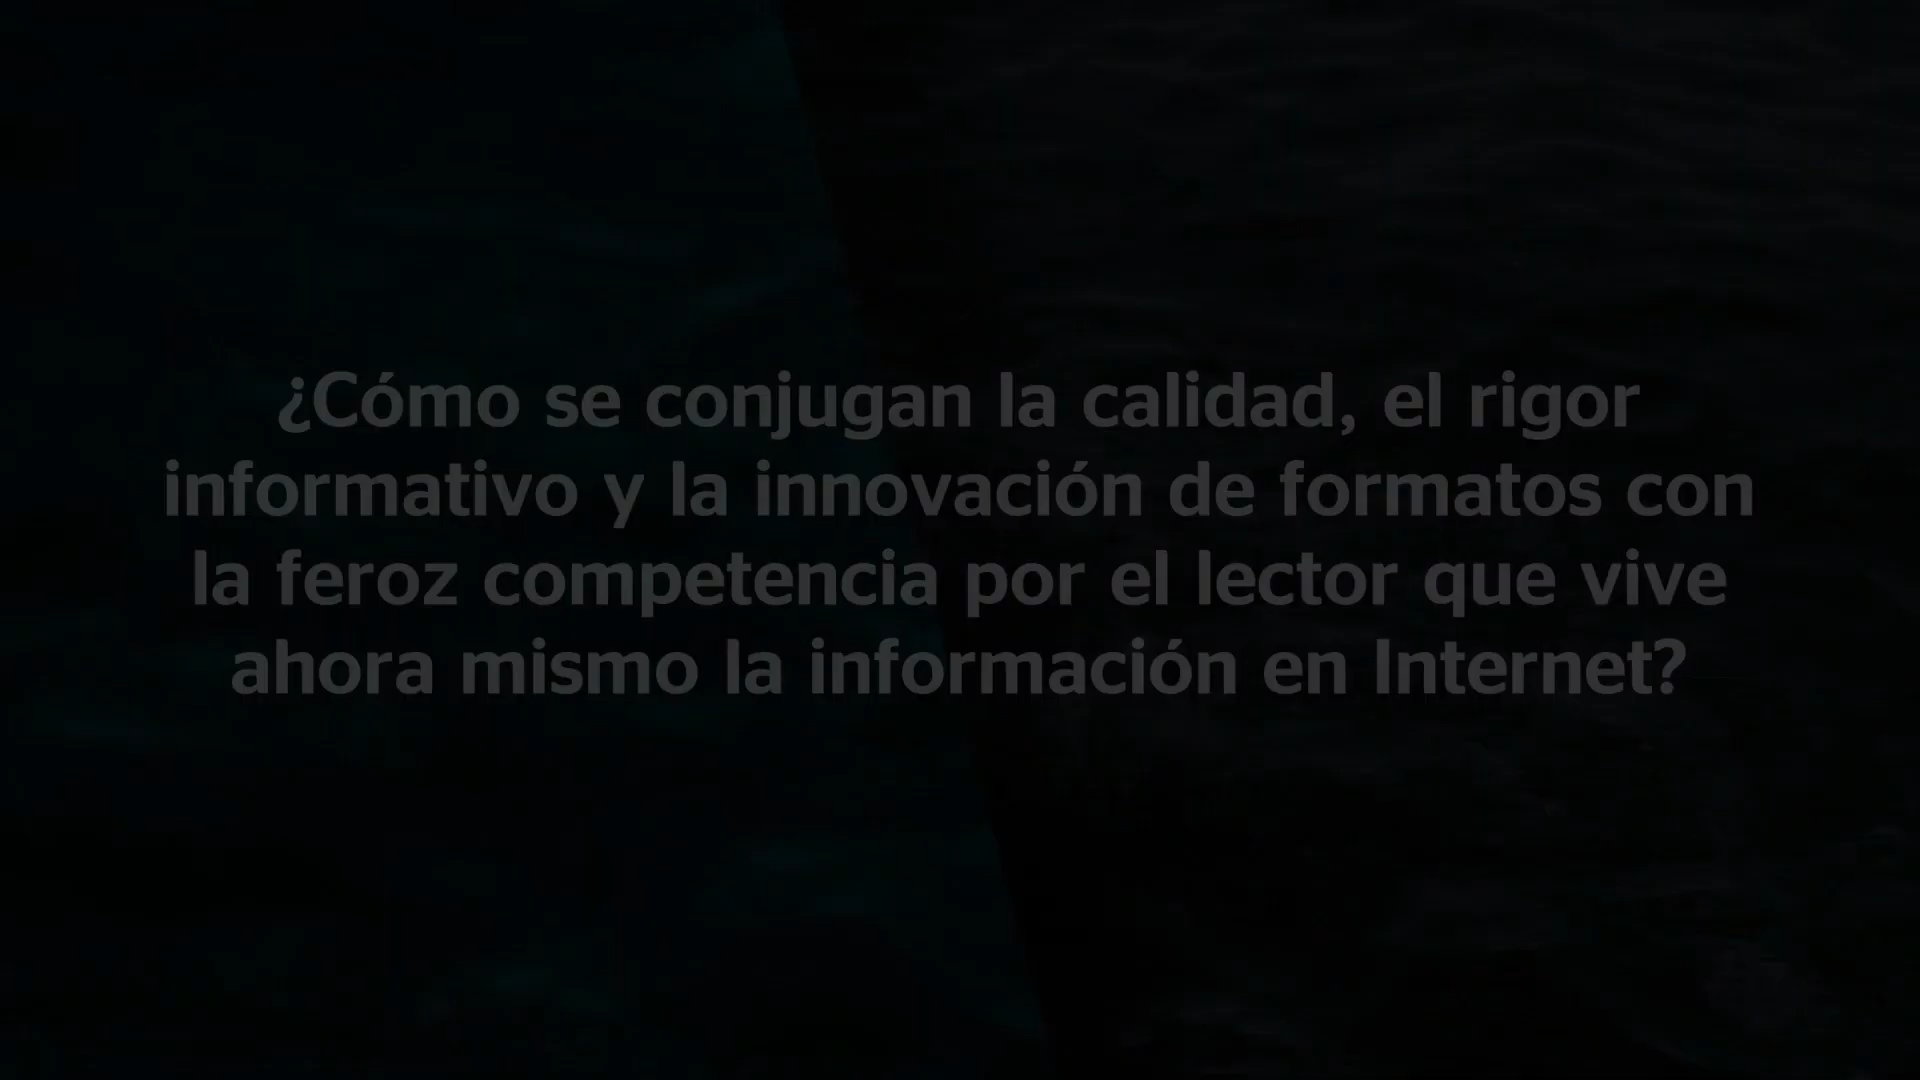 ¿Cómo se conjugan la calidad, el rigor
informativo y la innovación de formatos con
la feroz competencia por el lector que vive
ahora mismo la información en Internet?